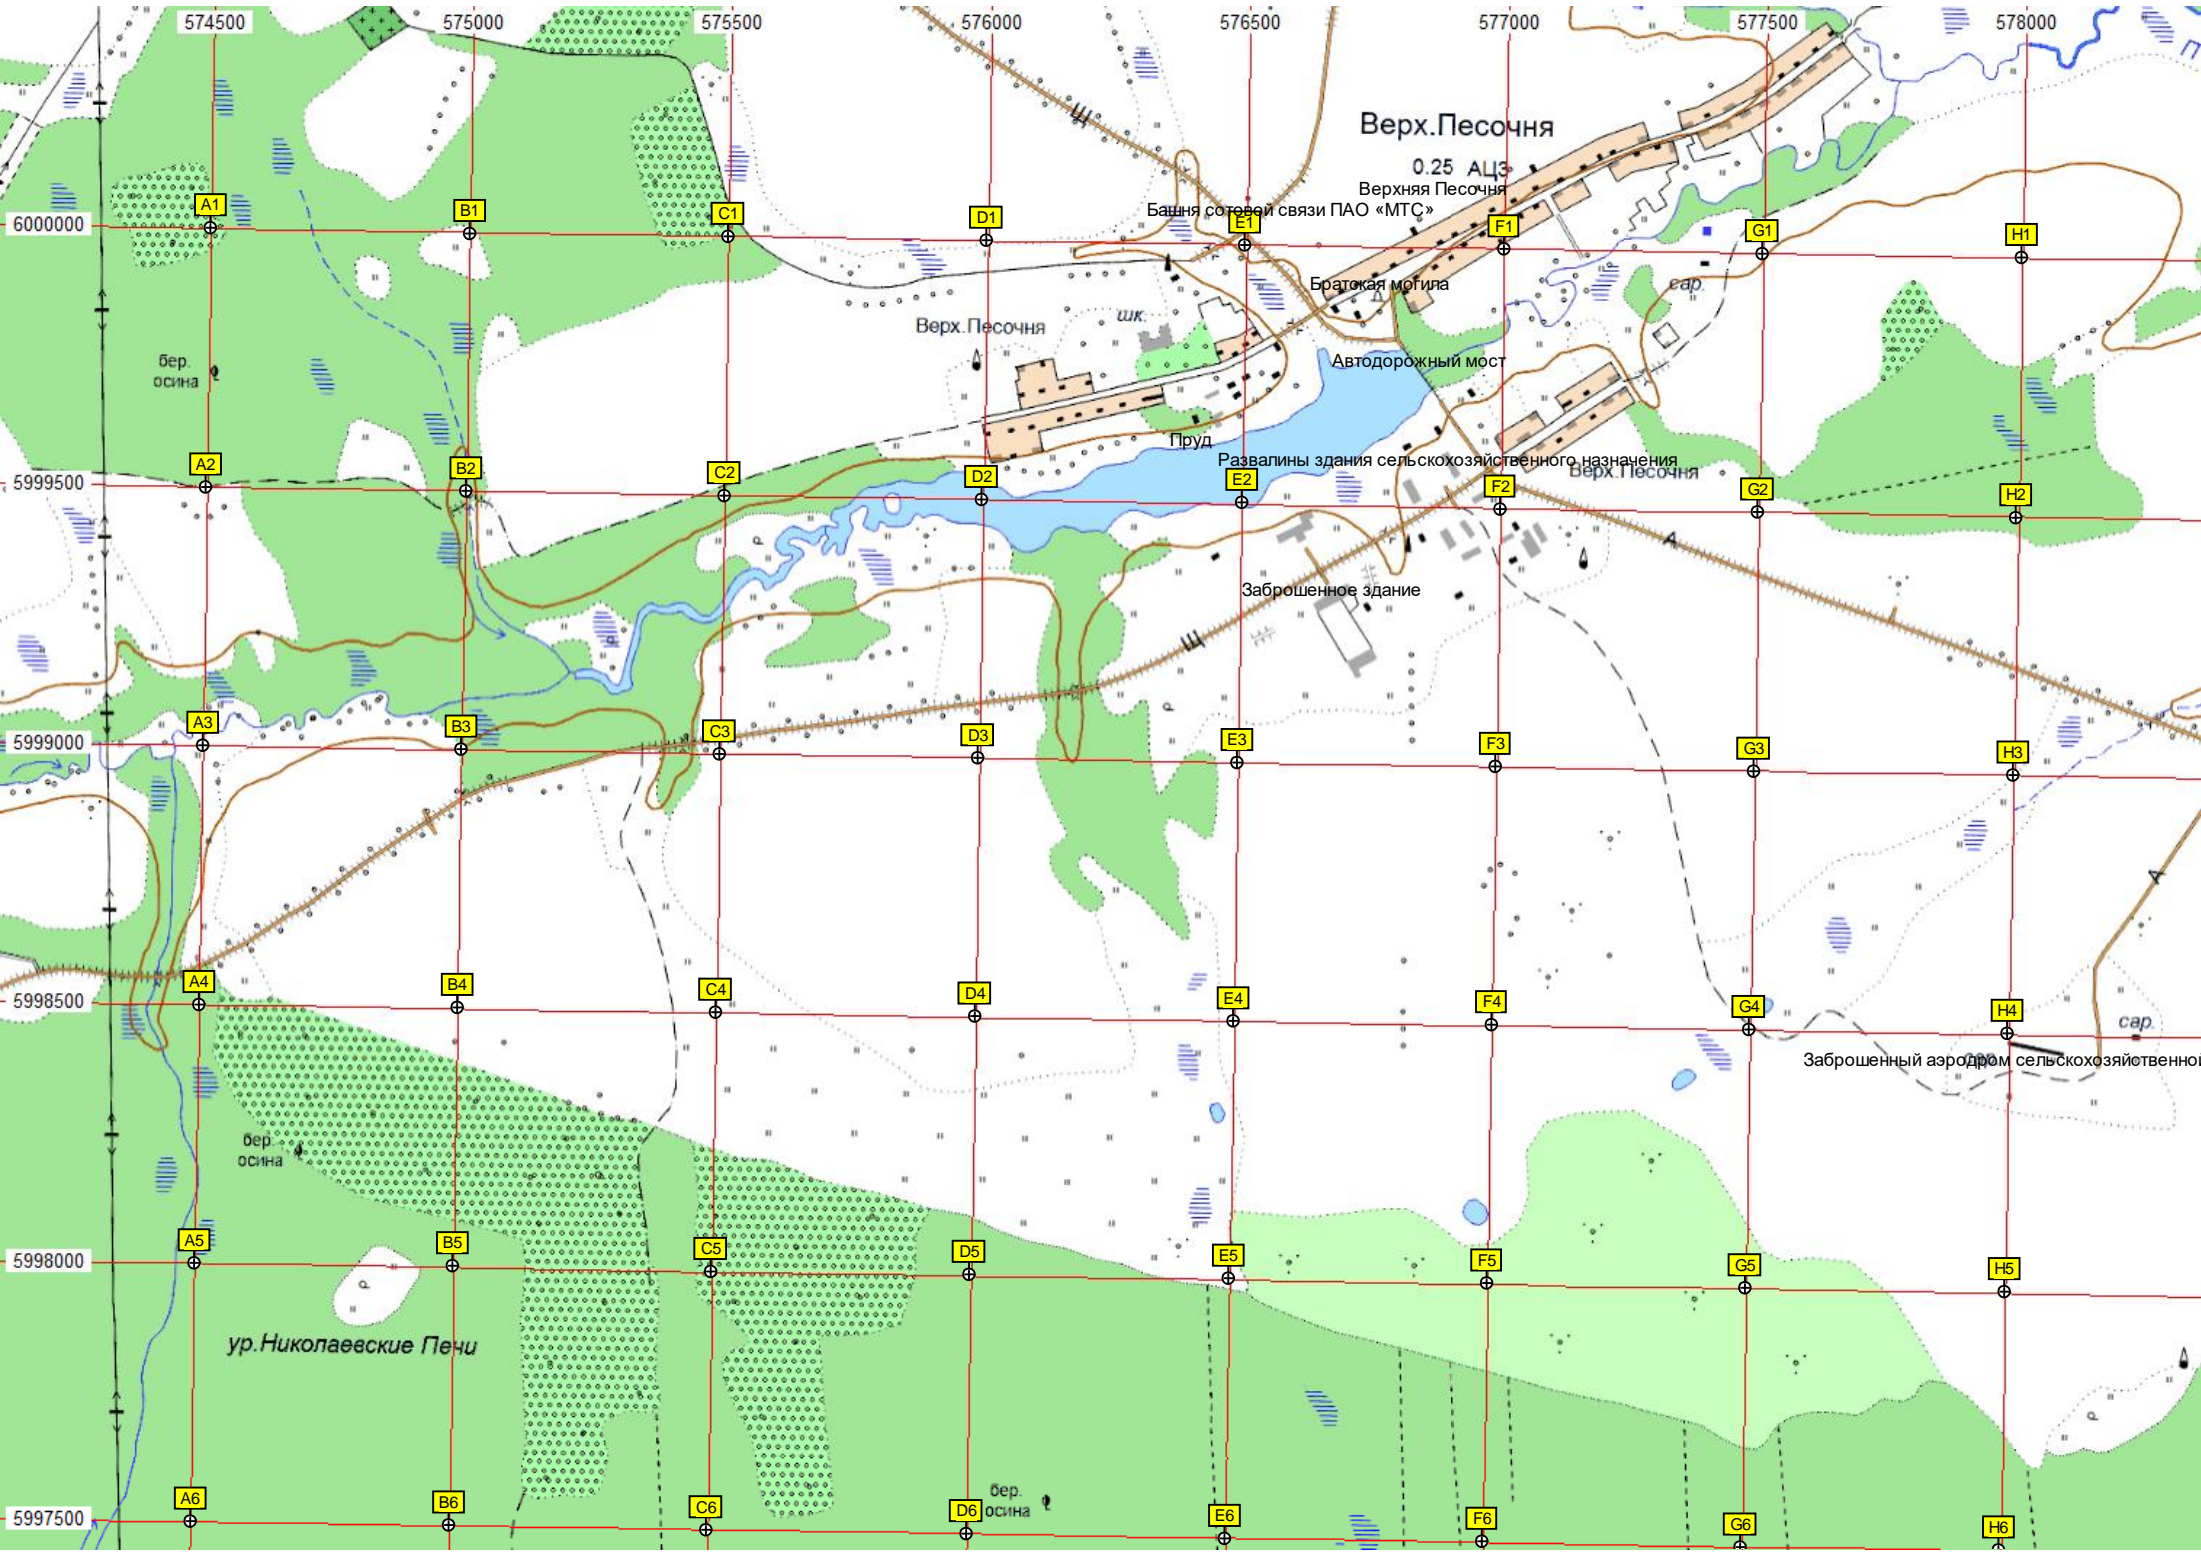 574500 575000 575500 576000 576500 577000 577500 578000
Щ
Верх.Песочня
0.25 АЦЗ
Верхняя Песочня
Башня сотовой связи ПАО «МТС»
6000000 A1 B1 C1 D1 E1 F1 G1 H1
сар.
Братская могила
шк.
Верх.Песочня
бер.
осина
Автодорожный мост
Пруд
Развалины здания сельскохозяйственного назначения
Верх.Песочня
5999500 A2 B2 C2 D2 E2 F2 G2 H2
А
Заброшенное здание
Щ
5999000 A3 B3 C3 D3 E3 F3 G3 H3
А
5998500 A4 B4 C4 D4 E4 F4 G4 H4
сар.
сар.
Заброшенный аэродром сельскохозяйственной
бер.
осина
5998000 A5 B5 C5 D5 E5 F5 G5 H5
ур.Николаевские Печи
бер.
осина
5997500 A6 B6 C6 D6 E6 F6 G6 H6